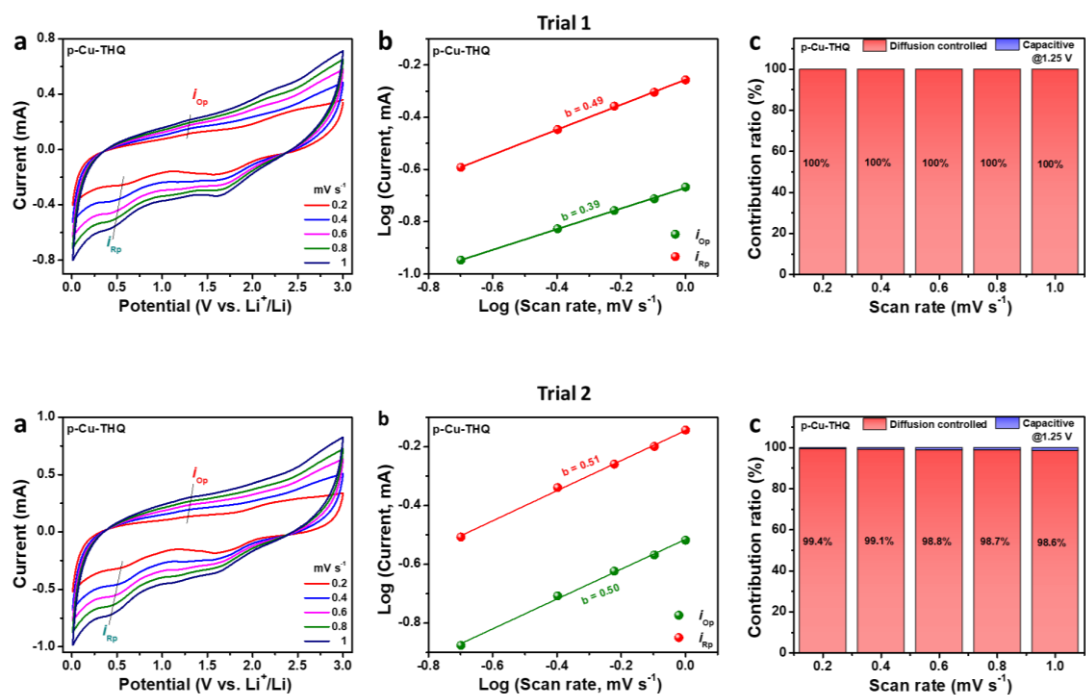 Trial 1
a
p-Cu-THQ
iOp
iRp
mV s-1
0.2
0.4
0.6
0.8
1
0.8
0.4
0.0
-0.4
-0.8
Current (mA)
0.0 0.5 1.0 1.5 2.0 2.5 3.0
Potential (V vs. Li+/Li)
b
p-Cu-THQ
b = 0.49
b = 0.39
iOp
iRp
-0.2
-0.4
-0.6
-0.8
-1.0
Log (Current, mA)
-0.8 -0.6 -0.4 -0.2 0.0
Log (Scan rate, mV s-1)
c
p-Cu-THQ Diffusion controlled Capacitive
@1.25 V
100
80
60
40
20
0
Contribution ratio (%)
100% 100% 100% 100% 100%
0.2 0.4 0.6 0.8 1.0
Scan rate (mV s-1)
Trial 2
a
p-Cu-THQ
iOp
iRp
mV s-1
0.2
0.4
0.6
0.8
1
1.0
0.5
0.0
-0.5
-1.0
Current (mA)
0.0 0.5 1.0 1.5 2.0 2.5 3.0
Potential (V vs. Li+/Li)
b
p-Cu-THQ
b = 0.51
b = 0.50
iOp
iRp
-0.2
-0.4
-0.6
-0.8
Log (Current, mA)
-0.8 -0.6 -0.4 -0.2 0.0
Log (Scan rate, mV s-1)
c
p-Cu-THQ Diffusion controlled Capacitive
@1.25 V
100
80
60
40
20
0
Contribution ratio (%)
99.4% 99.1% 98.8% 98.7% 98.6%
0.2 0.4 0.6 0.8 1.0
Scan rate (mV s-1)